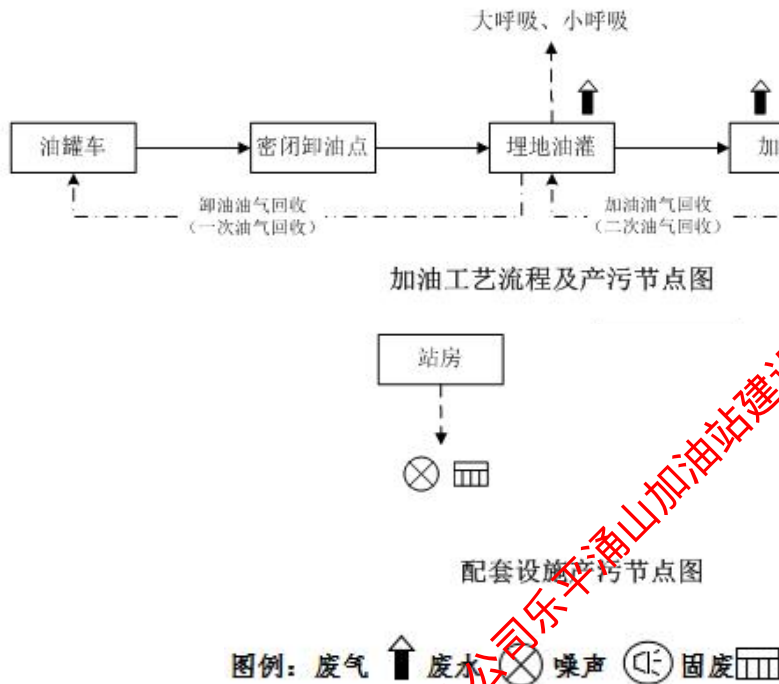 大呼吸、小呼吸
油罐车 密闭卸油点 埋地油灌 加
卸油油气回收 加油油气回收
（一次油气回收） （二次油气回收）
加油工艺流程及产污节点图
站房
配套设施产污节点图
图例：废气 废水 噪声 固废
公司乐平涌山加油站建设